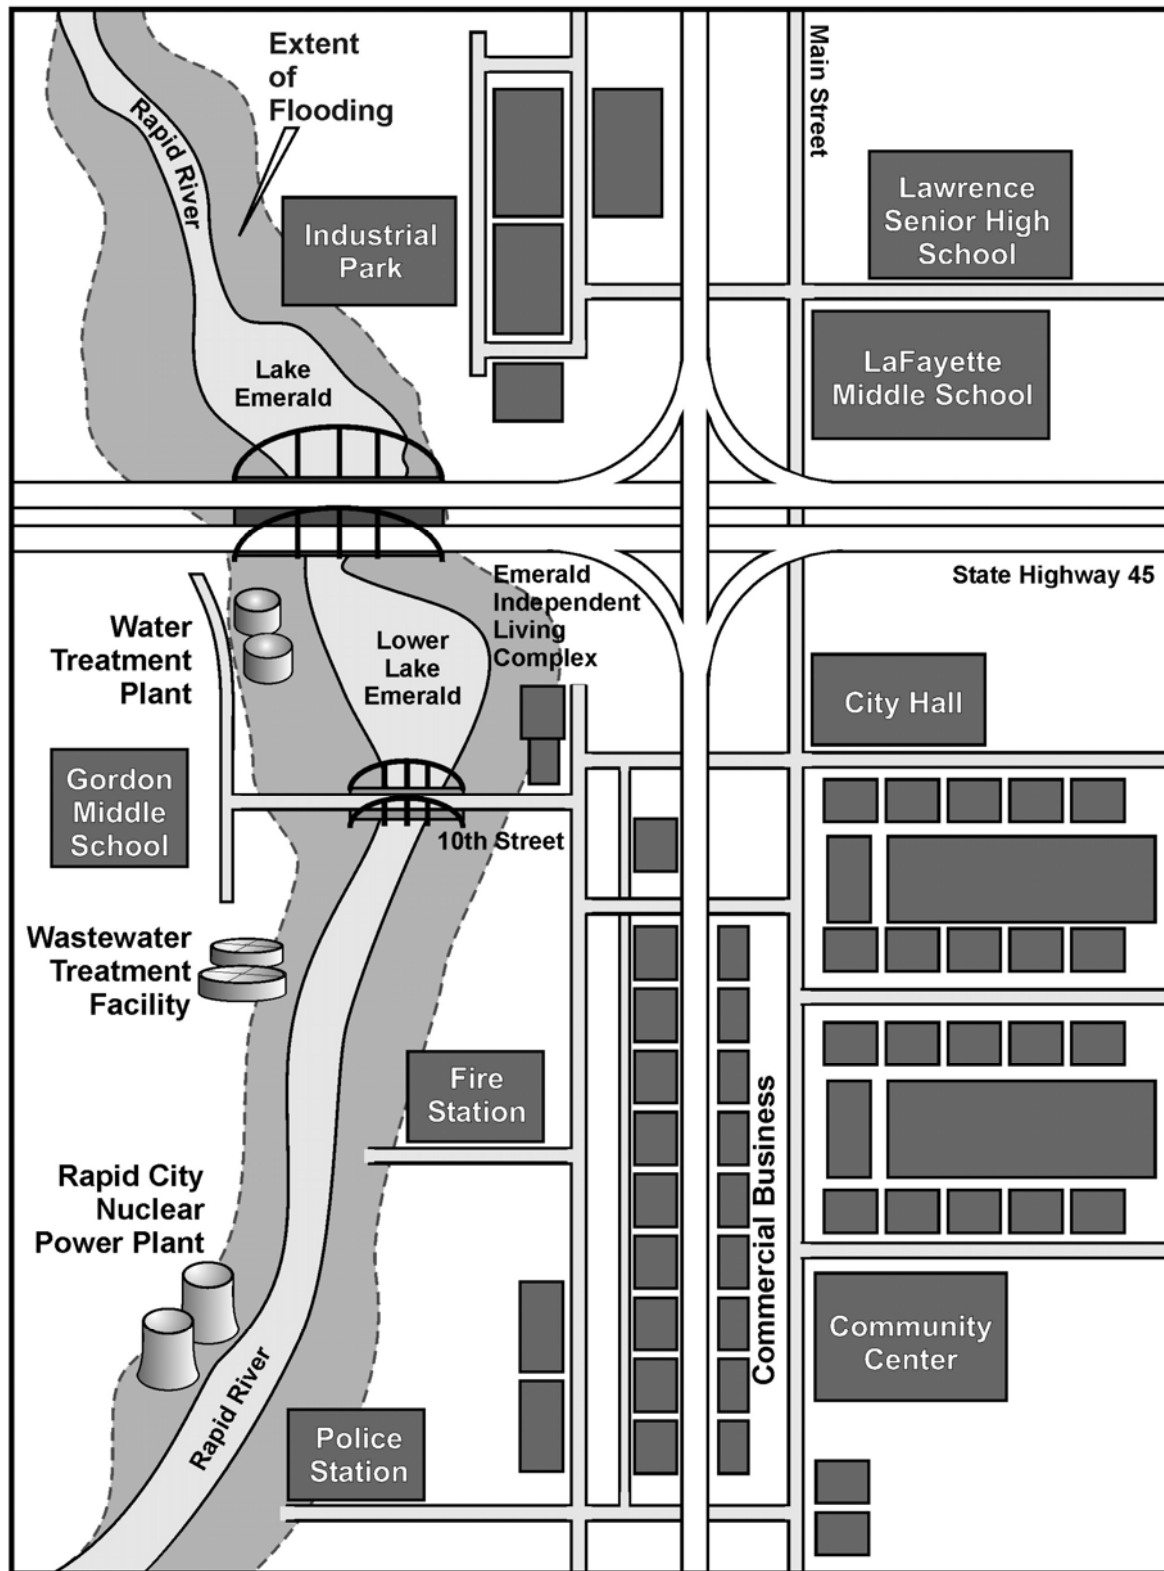 Extent
of
Flooding
Main Street
Rapid River
Lawrence
Senior High
School
Industrial
Park
LaFayette
Middle School
Lake
Emerald
State Highway 45
Emerald
Independent
Living
Complex
Water
Treatment
Plant
Lower
Lake
Emerald
City Hall
Gordon
Middle
School
10th Street
Wastewater
Treatment
Facility
Fire
Station
Commercial Business
Rapid City
Nuclear
Power Plant
Community
Center
Rapid River
Police
Station